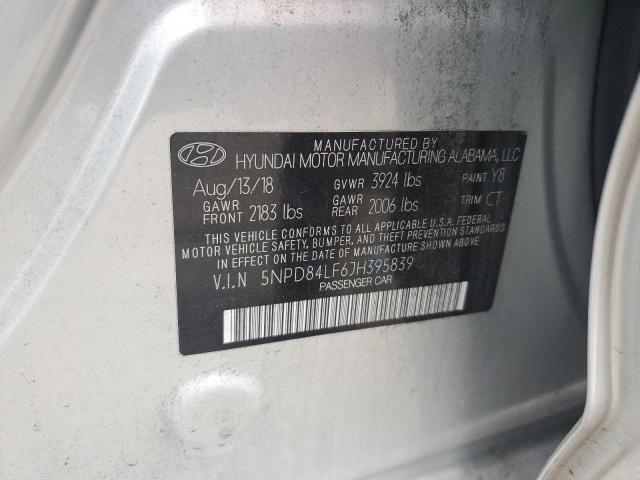 MANUFACTURED BY
HYUNDAI MOTOR MANUFACTURING ALABAMA, LLC
Aug/13/18 GVWR 3924 lbs PAINT Y8
GAWR FRONT 2183 lbs GAWR REAR 2006 lbs TRIM CT
THIS VEHICLE CONFORMS TO ALL APPLICABLE U.S.A. FEDERAL
MOTOR VEHICLE SAFETY, BUMPER, AND THEFT PREVENTION STANDARDS
IN EFFECT ON THE DATE OF MANUFACTURE SHOWN ABOVE.
V.I.N 5NPD84LF6JH395839
PASSENGER CAR